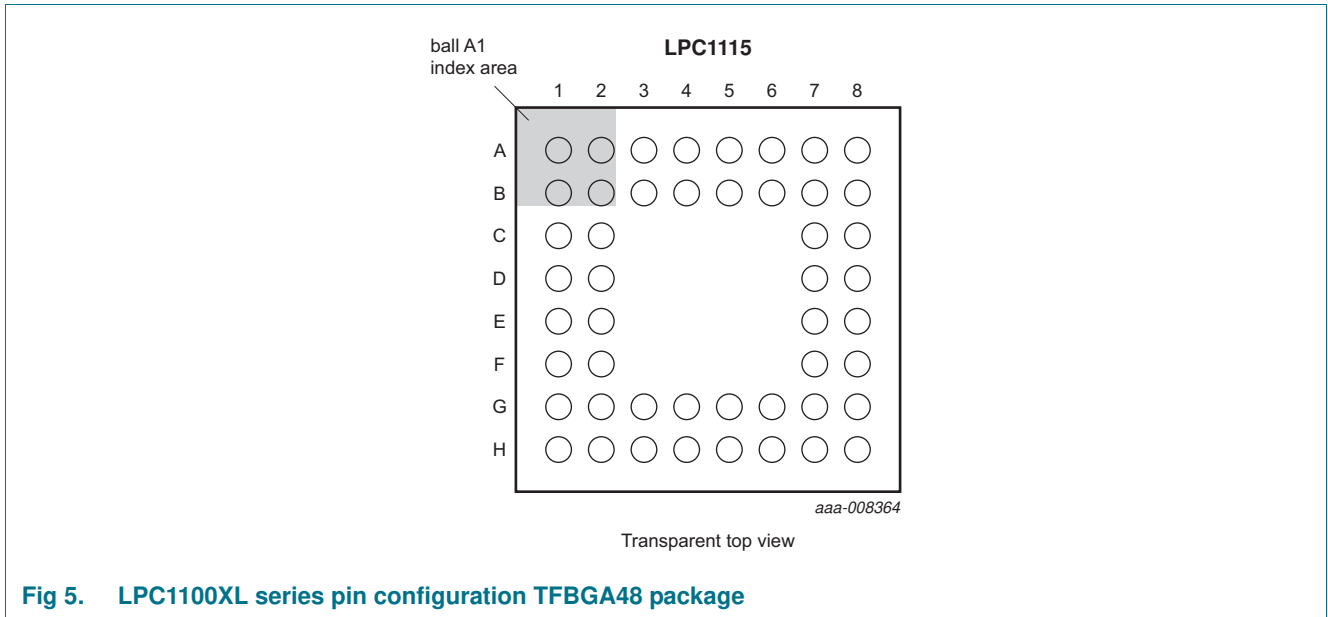 ball A1
index area
LPC1115
1 2 3 4 5 6 7 8
A
B
C
D
E
F
G
H
aaa-008364
Transparent top view
Fig 5. LPC1100XL series pin configuration TFBGA48 package